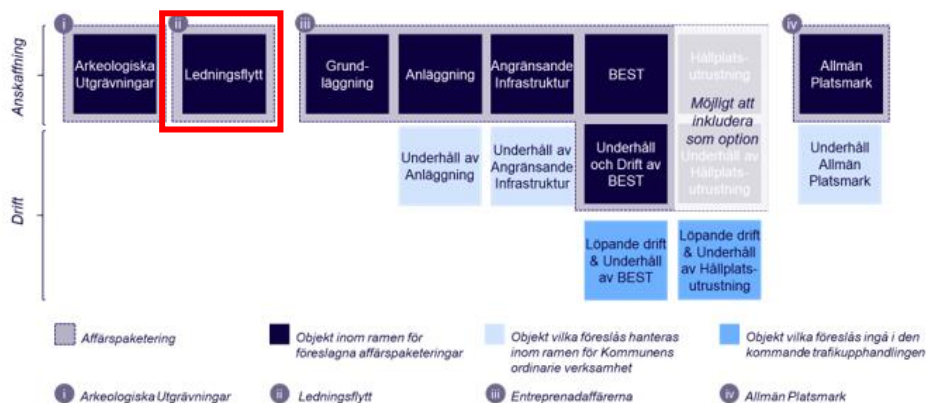 i
ii
iii
iv
Anskaffning
Arkeologiska
Utgrävningar
Ledningsflytt
Grund-
läggning
Anläggning
Angränsande
Infrastruktur
BEST
Hållplats-
utrustning
Möjligt att
inkludera
som option
Allmän
Platsmark
Drift
Underhåll av
Anläggning
Underhåll av
Angränsande
Infrastruktur
Underhåll
och Drift av
BEST
Underhåll av
Hållplats-
utrustning
Underhåll
Allmän
Platsmark
Löpande drift
& Underhåll
av BEST
Löpande drift
& Underhåll
av Hållplats-
utrustning
Affärspaketering
Objekt inom ramen för
föreslagna affärspaketeringar
Objekt vilka föreslås hanteras
inom ramen för Kommunens
ordinarie verksamhet
Objekt vilka föreslås ingå i den
kommande trafikupphandlingen
i Arkeologiska Utgrävningar
ii Ledningsflytt
iii Entreprenadaffärerna
iv Allmän Platsmark